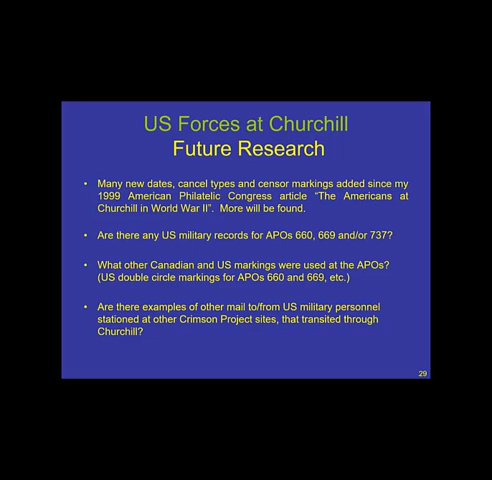 US Forces at Churchill
Future Research
• Many new dates, cancel types and censor markings added since my
1999 American Philatelic Congress article “The Americans at
Churchill in World War II”. More will be found.
• Are there any US military records for APOs 660, 669 and/or 737?
• What other Canadian and US markings were used at the APOs?
(US double circle markings for APOs 660 and 669, etc.)
• Are there examples of other mail to/from US military personnel
stationed at other Crimson Project sites, that transited through
Churchill?
29